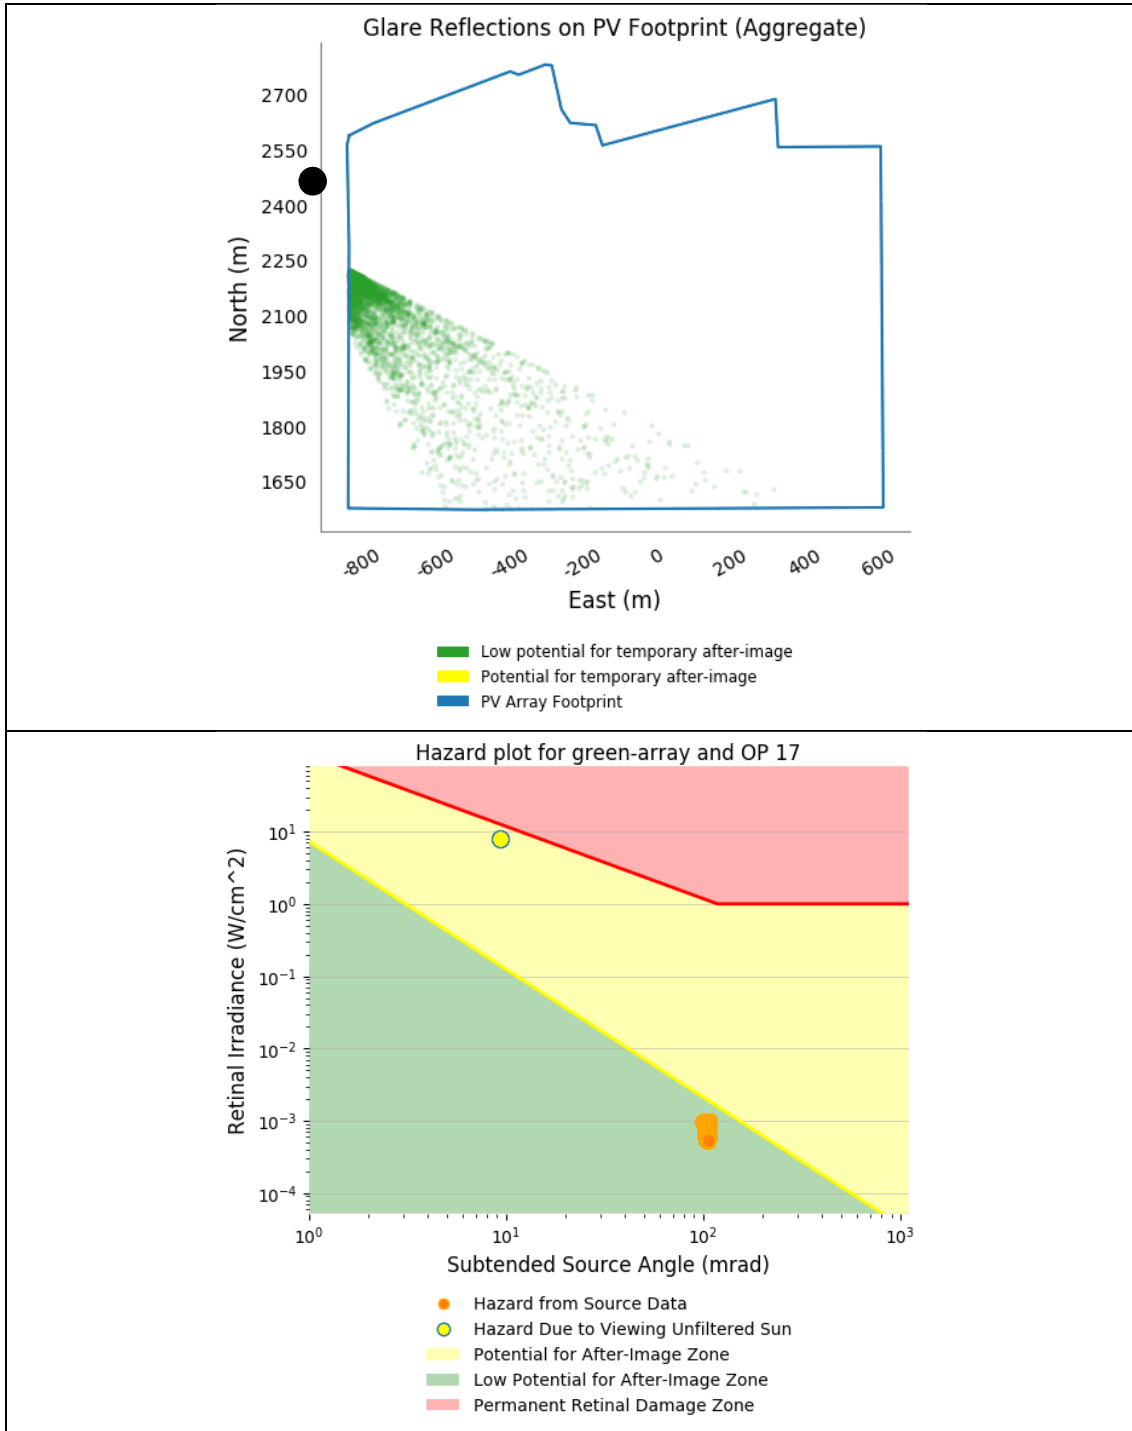 Glare Reflections on PV Footprint (Aggregate)
2700
2550
2400
2250
2100
1950
1800
1650
North (m)
-800 -600 -400 -200 0 200 400 600
East (m)
Low potential for temporary after-image
Potential for temporary after-image
PV Array Footprint
Hazard plot for green-array and OP 17
10^1
10^0
10^-1
10^-2
10^-3
10^-4
Retinal Irradiance (W/cm^2)
10^0 10^1 10^2 10^3
Subtended Source Angle (mrad)
Hazard from Source Data
Hazard Due to Viewing Unfiltered Sun
Potential for After-Image Zone
Low Potential for After-Image Zone
Permanent Retinal Damage Zone